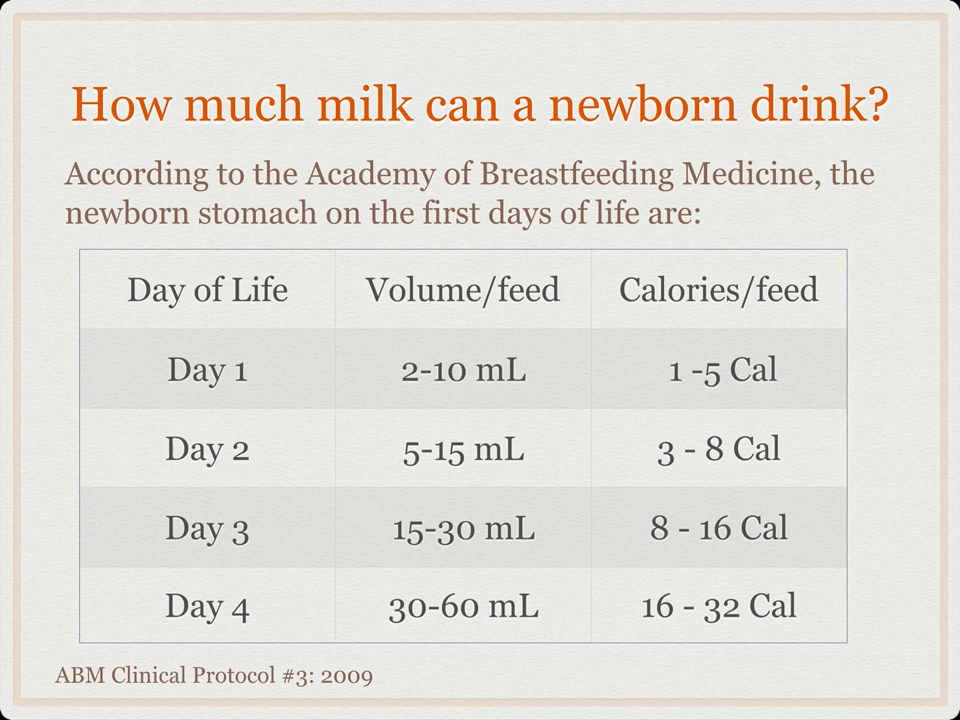 How much milk can a newborn drink?
According to the Academy of Breastfeeding Medicine, the
newborn stomach on the first days of life are:
Day of Life Volume/feed Calories/feed
Day 1 2-10 mL 1 -5 Cal
Day 2 5-15 mL 3 - 8 Cal
Day 3 15-30 mL 8 - 16 Cal
Day 4 30-60 mL 16 - 32 Cal
ABM Clinical Protocol #3: 2009